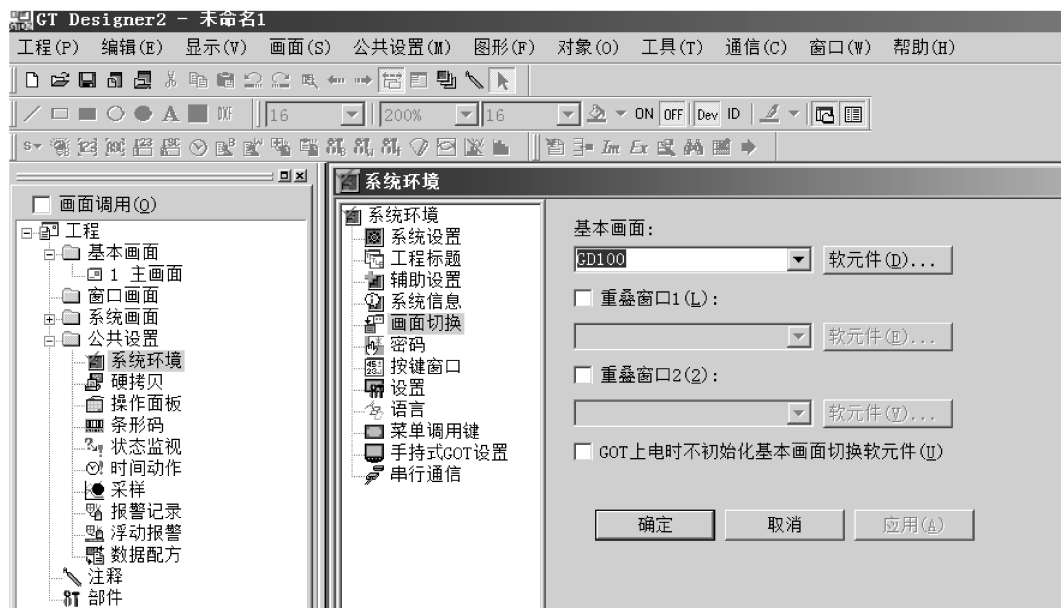 GT Designer2 - 未命名1
工程(P) 编辑(E) 显示(V) 画面(S) 公共设置(M) 图形(F) 对象(O) 工具(T) 通信(C) 窗口(W) 帮助(H)
16 200% 16 ON OFF Dev ID
画面调用(O)
工程
基本画面
1 主画面
窗口画面
系统画面
公共设置
系统环境
硬拷贝
操作面板
条形码
状态监视
时间动作
采样
报警记录
浮动报警
数据配方
注释
部件
系统环境
系统环境
系统设置
工程标题
辅助设置
系统信息
画面切换
密码
按键窗口
设置
语言
菜单调用键
手持式GOT设置
串行通信
基本画面:
GD100 软元件(D)...
重叠窗口1(L):
软元件(E)...
重叠窗口2(2):
软元件(V)...
GOT上电时不初始化基本画面切换软元件(U)
确定 取消 应用(A)